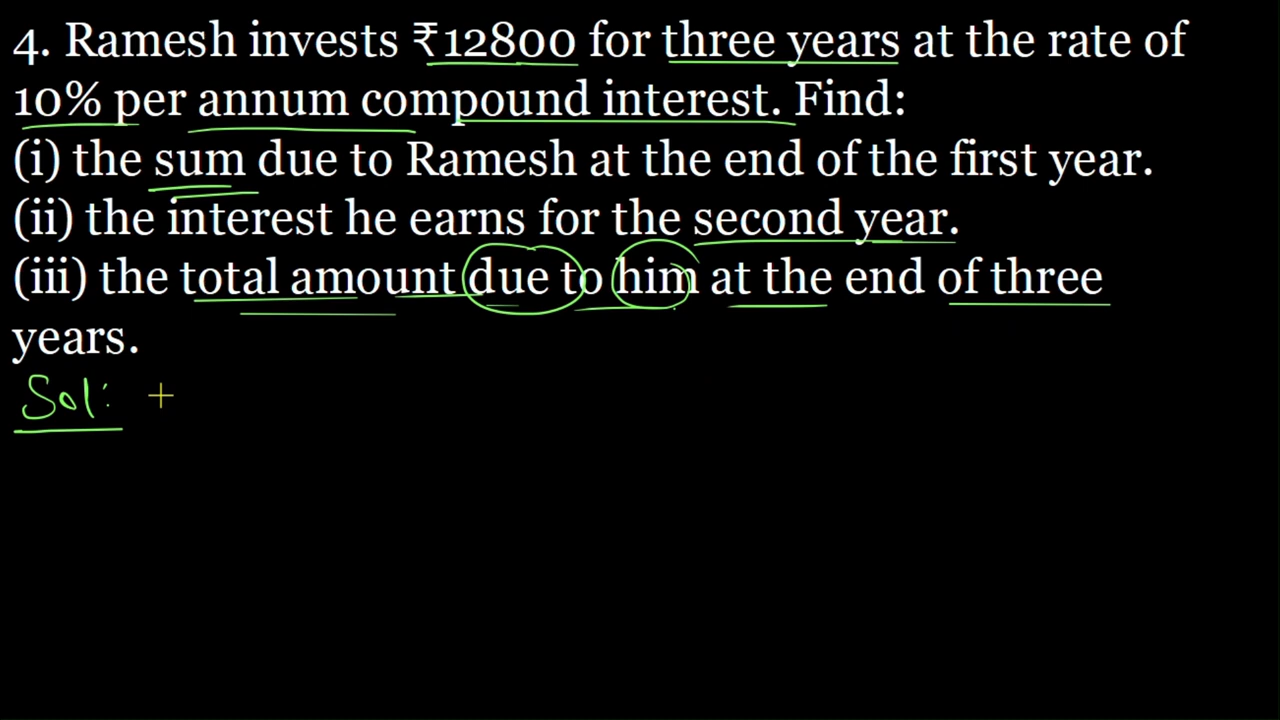 4. Ramesh invests ₹12800 for three years at the rate of
10% per annum compound interest. Find:
(i) the sum due to Ramesh at the end of the first year.
(ii) the interest he earns for the second year.
(iii) the total amount due to him at the end of three
years.
Sol: